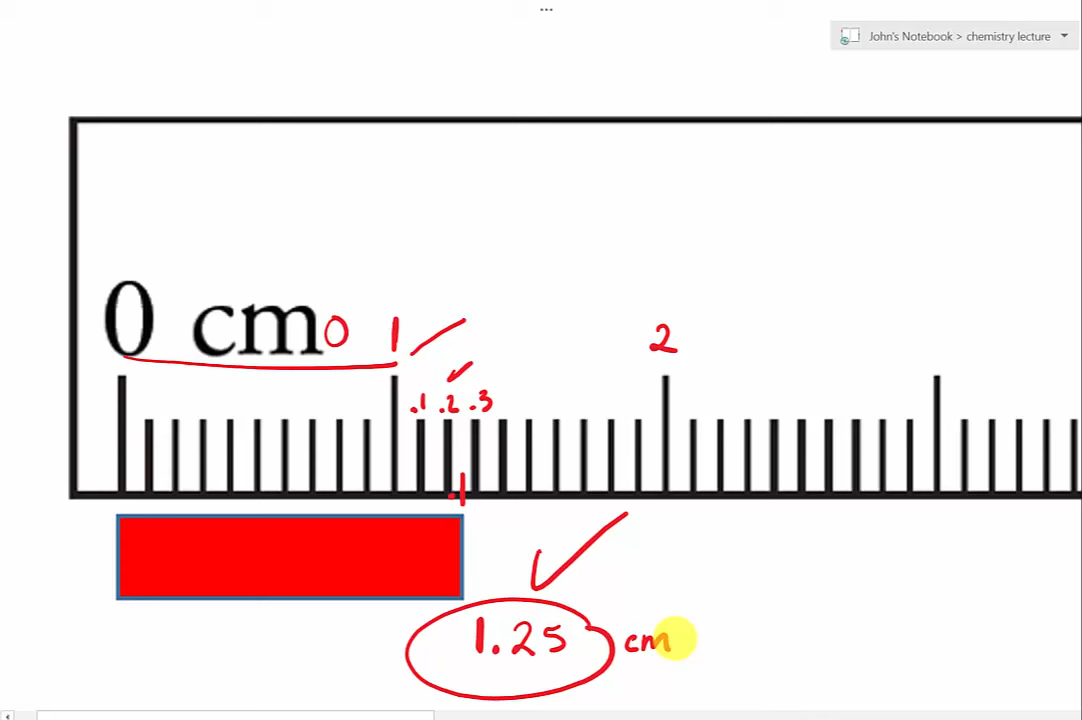 ...
John's Notebook > chemistry lecture
0 cm 0 1 2
.1 .2 .3
.1
1.25 cm